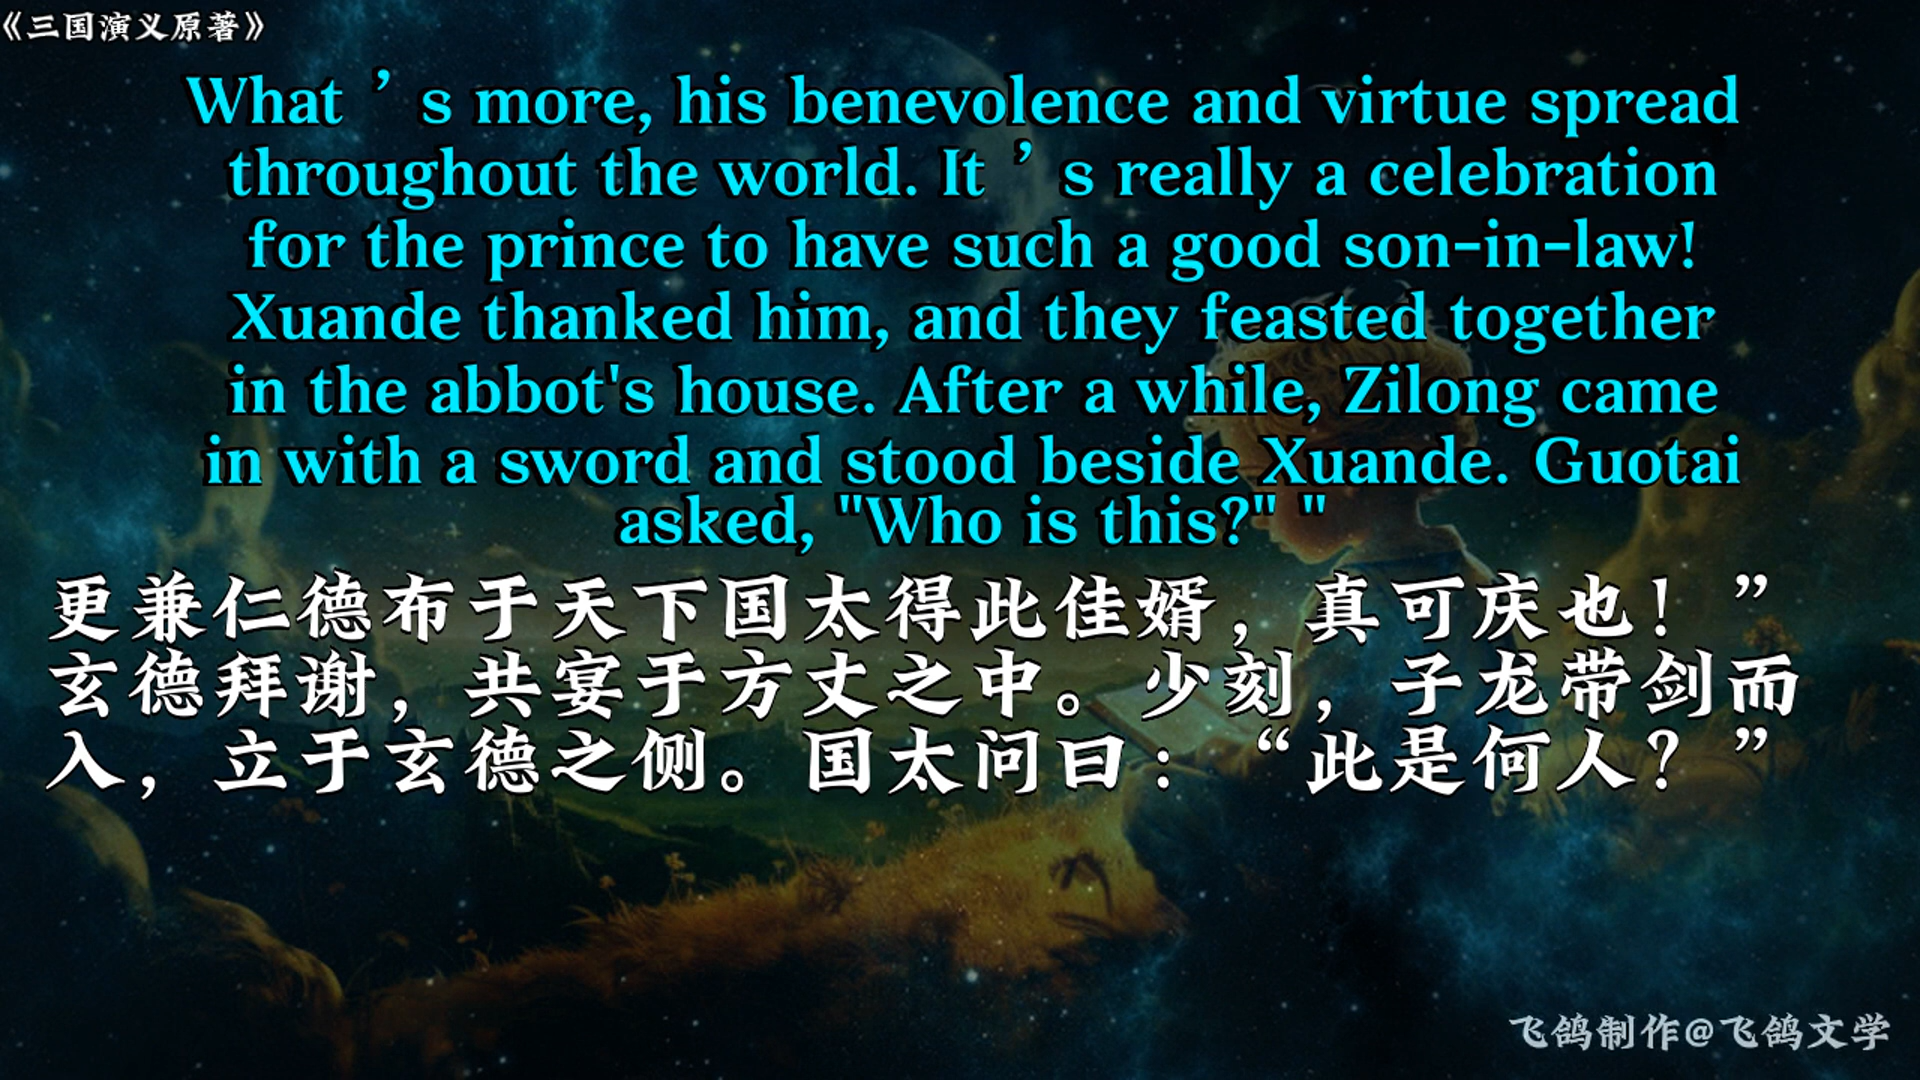 《三国演义原著》
What ’ s more, his benevolence and virtue spread
throughout the world. It ’ s really a celebration
for the prince to have such a good son-in-law!
Xuande thanked him, and they feasted together
in the abbot's house. After a while, Zilong came
in with a sword and stood beside Xuande. Guotai
asked, "Who is this?" "
更兼仁德布于天下国太得此佳婿，真可庆也！”
玄德拜谢，共宴于方丈之中。少刻，子龙带剑而
入，立于玄德之侧。国太问曰：“此是何人？”
飞鸽制作@飞鸽文学